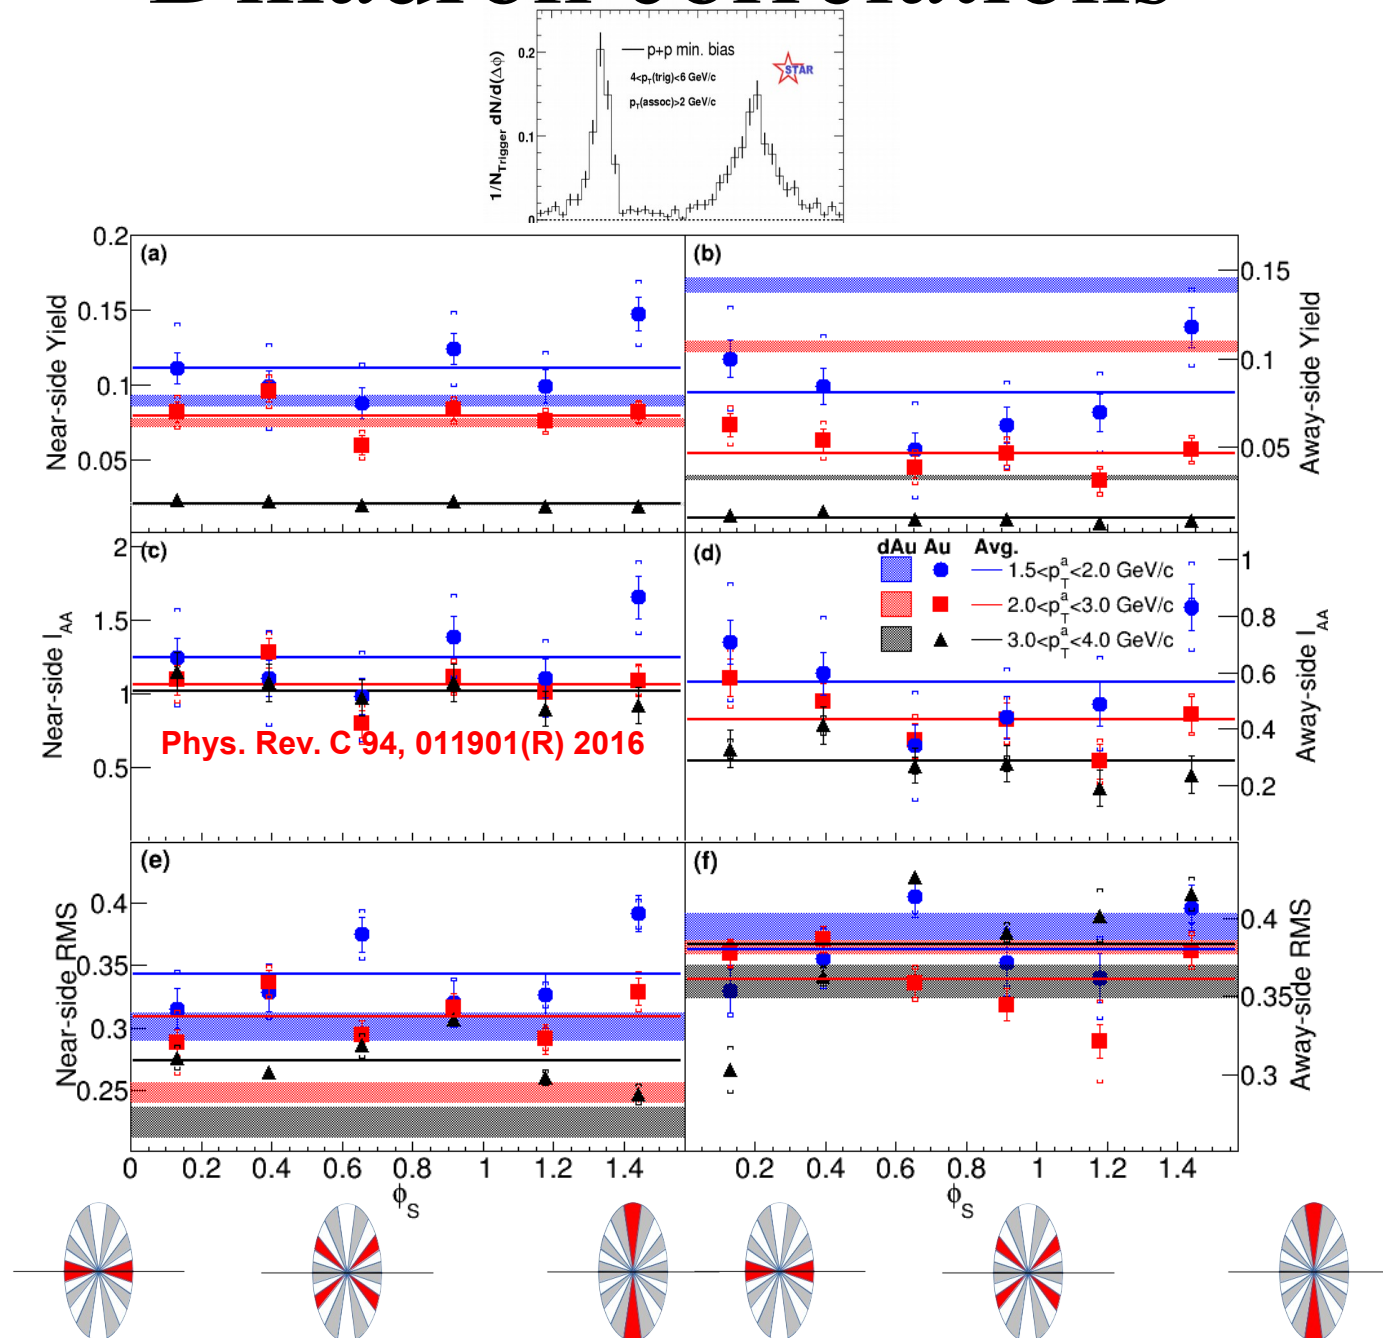 Dihadron correlations
1/N_Trigger dN/d(Δϕ)
0.2
0.1
0
p+p min. bias
4<p_T(trig)<6 GeV/c
p_T(assoc)>2 GeV/c
STAR
(a)
Near-side Yield
0.2
0.15
0.1
0.05
(b)
Away-side Yield
0.15
0.1
0.05
(c)
Near-side I_AA
2
1.5
1
0.5
Phys. Rev. C 94, 011901(R) 2016
(d)
dAu Au Avg.
1.5<p_T^a<2.0 GeV/c
2.0<p_T^a<3.0 GeV/c
3.0<p_T^a<4.0 GeV/c
Away-side I_AA
1
0.8
0.6
0.4
0.2
(e)
Near-side RMS
0.4
0.35
0.3
0.25
(f)
Away-side RMS
0.4
0.35
0.3
0 0.2 0.4 0.6 0.8 1 1.2 1.4
ϕ_S
0.2 0.4 0.6 0.8 1 1.2 1.4
ϕ_S